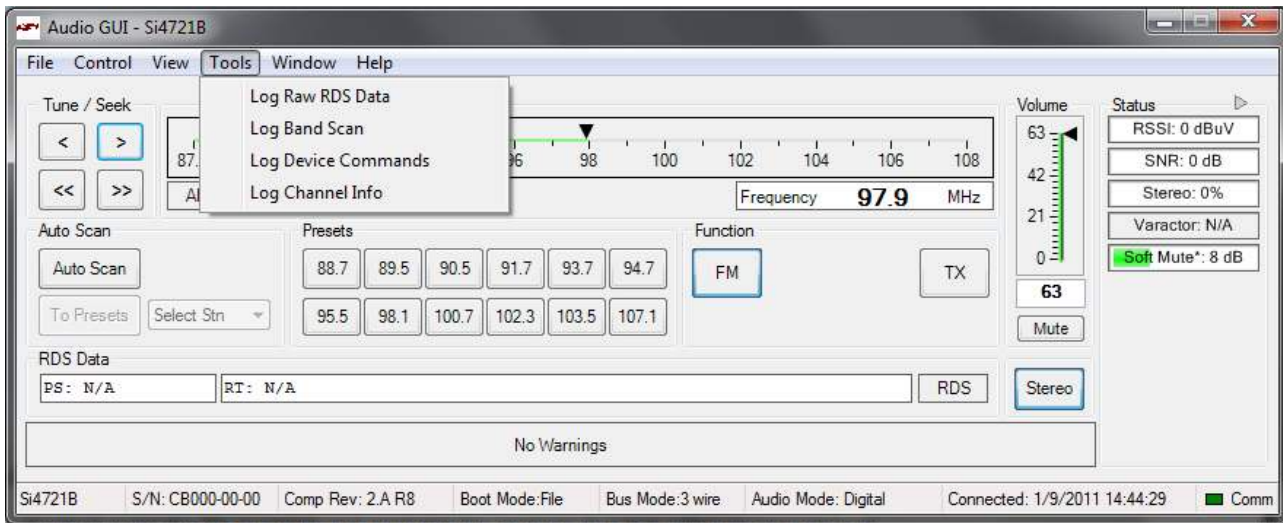 Audio GUI - Si4721B
File Control View Tools Window Help
Log Raw RDS Data
Log Band Scan
Log Device Commands
Log Channel Info
Tune / Seek
< >
<< >>
87. 96 98 100 102 104 106 108
Frequency 97.9 MHz
Volume
63
42
21
0
63
Mute
Status
RSSI: 0 dBuV
SNR: 0 dB
Stereo: 0%
Varactor: N/A
Soft Mute*: 8 dB
Auto Scan
Auto Scan
To Presets Select Stn
Presets
88.7 89.5 90.5 91.7 93.7 94.7
95.5 98.1 100.7 102.3 103.5 107.1
Function
FM TX
RDS Data
PS: N/A RT: N/A RDS
Stereo
No Warnings
Si4721B S/N: CB000-00-00 Comp Rev: 2.A R8 Boot Mode:File Bus Mode:3 wire Audio Mode: Digital Connected: 1/9/2011 14:44:29 Comm